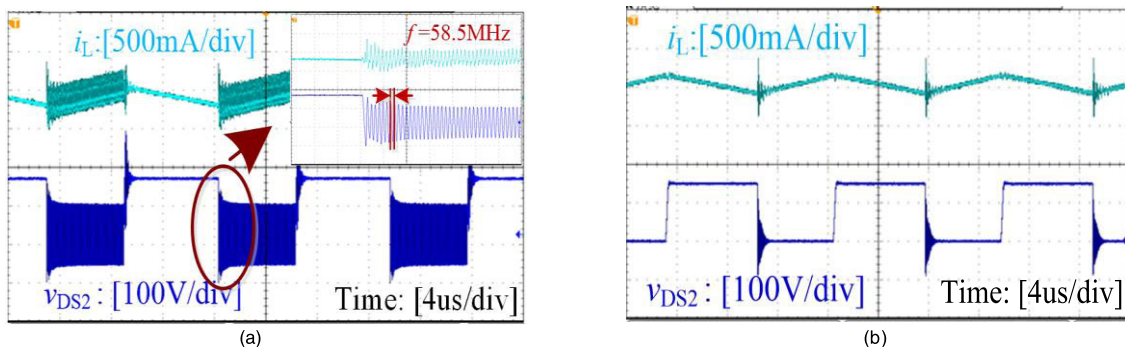 iL:[500mA/div]
f=58.5MHz
vDS2 : [100V/div]
Time: [4us/div]
(a)
iL:[500mA/div]
vDS2 : [100V/div]
Time: [4us/div]
(b)